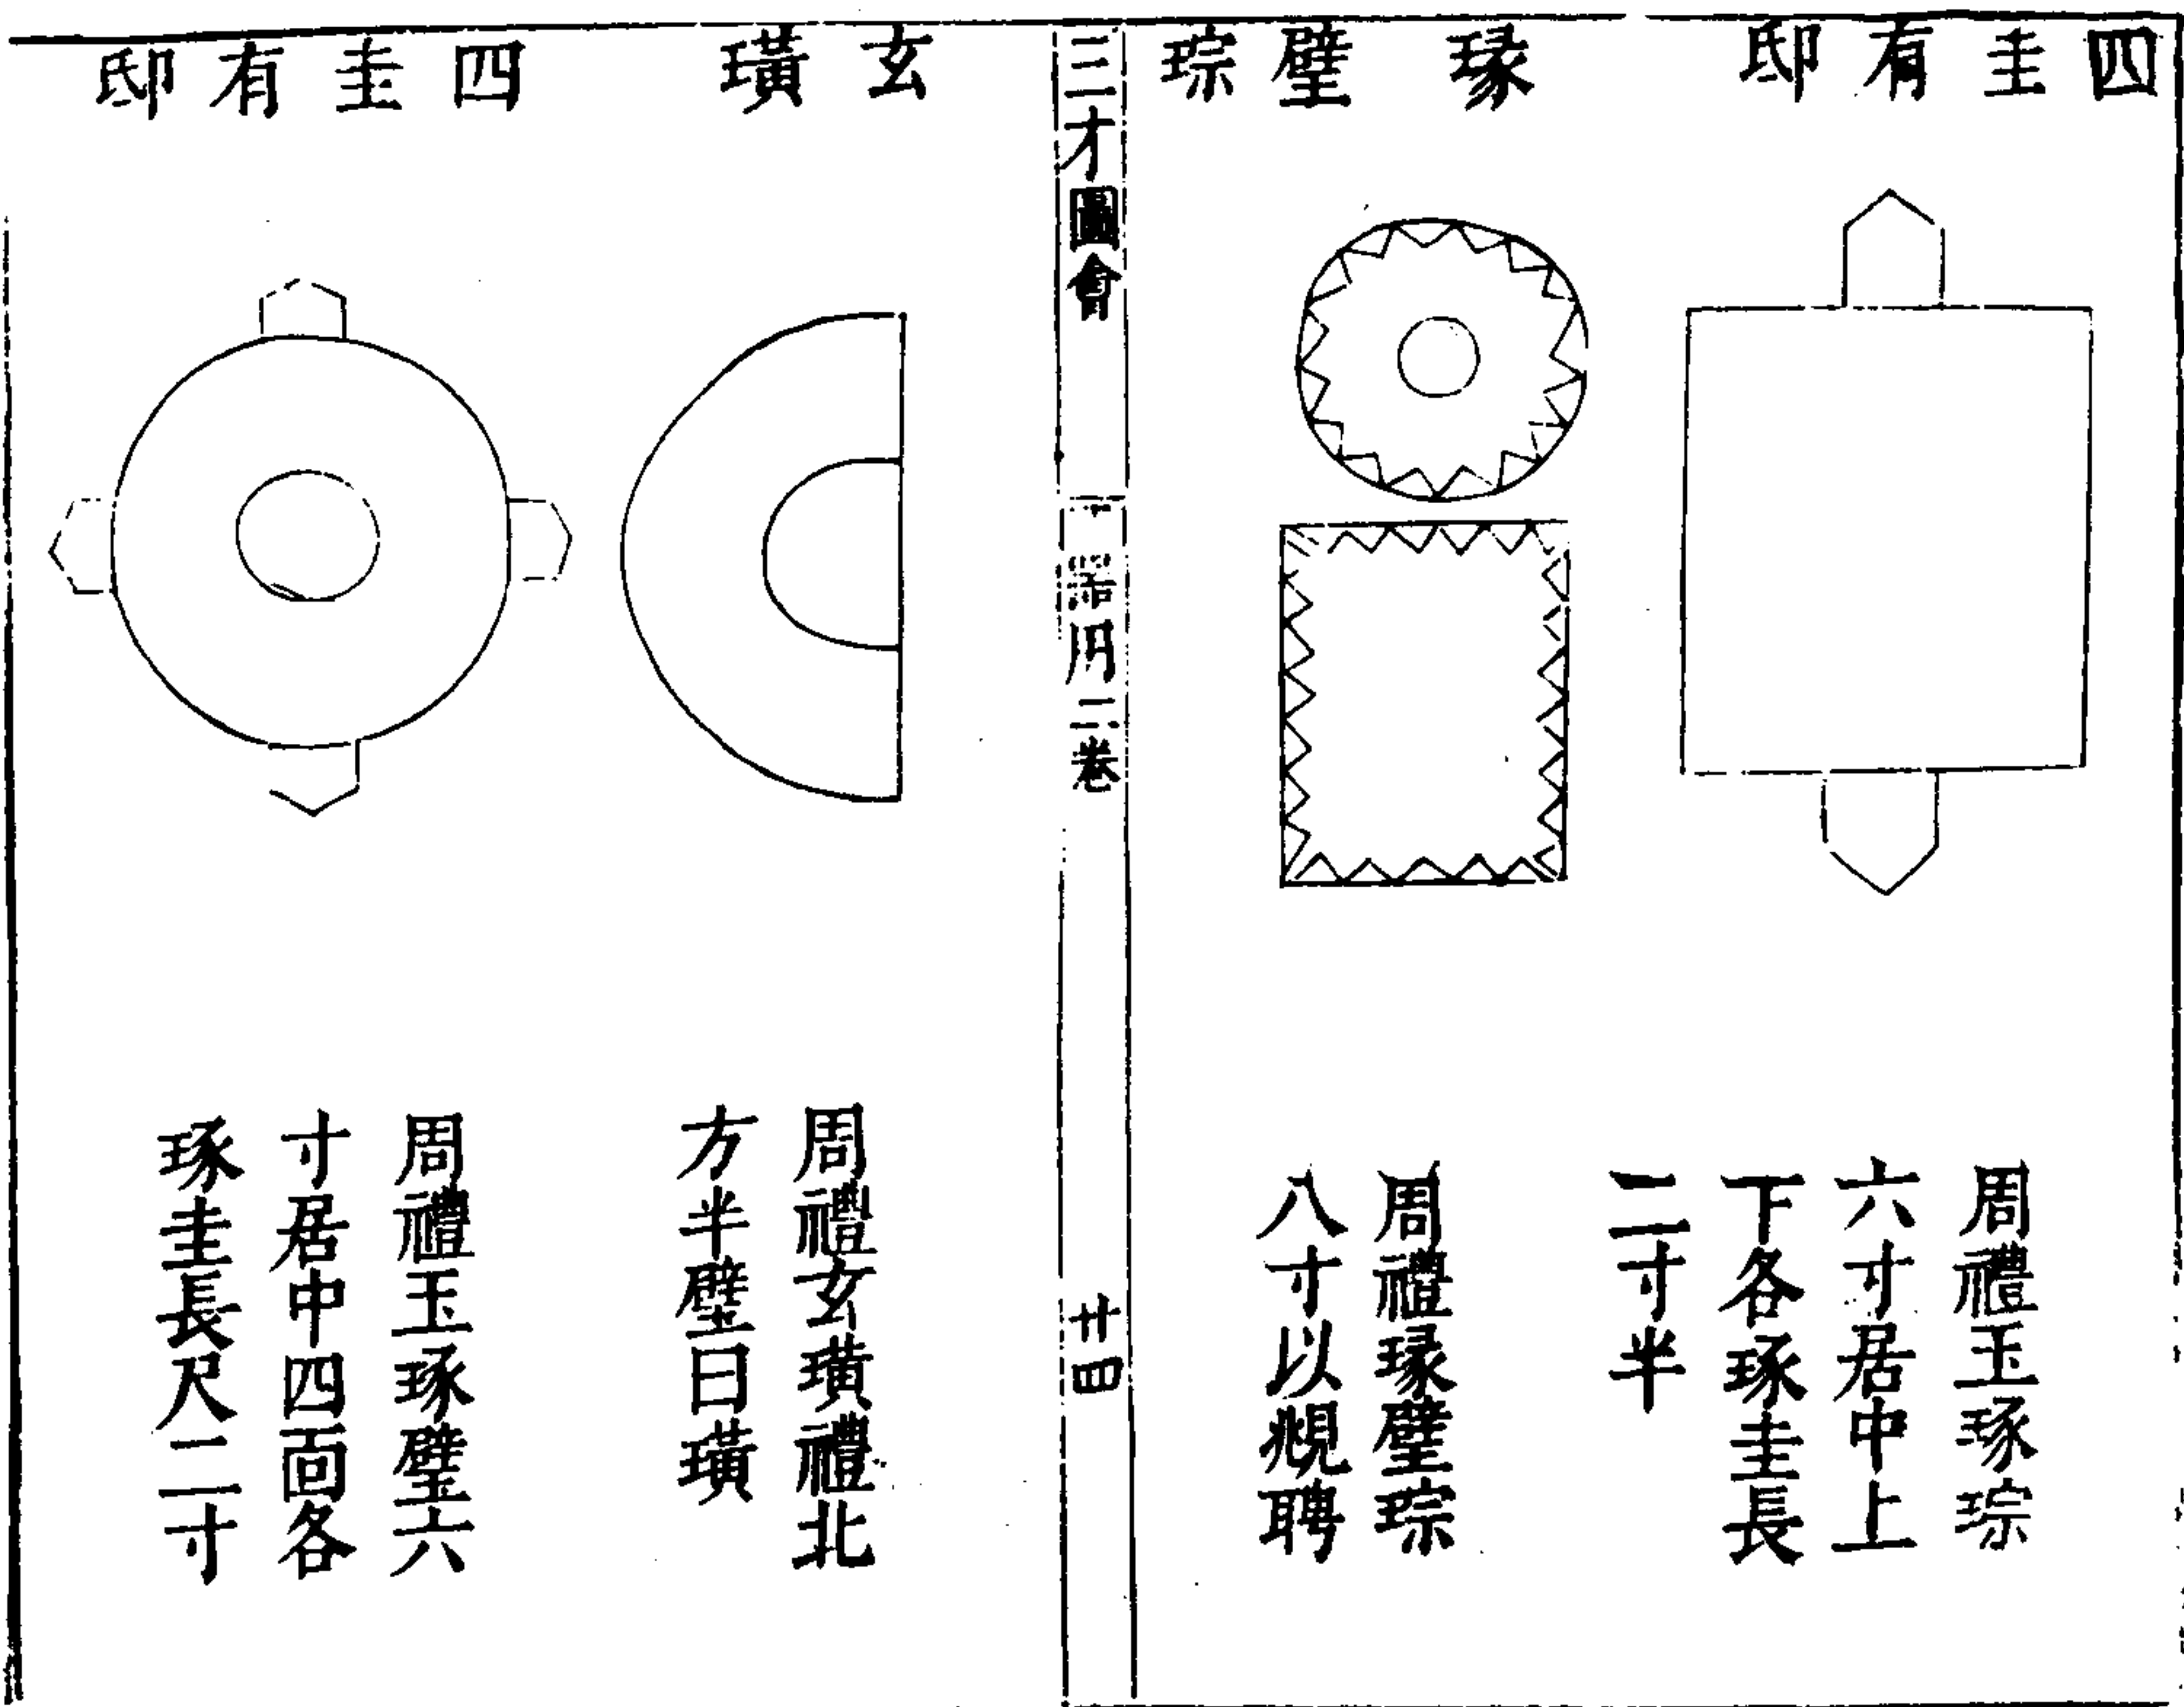 四圭有邸
周禮玉琢琮
六寸居中上
下各琢圭長
二寸半
瑑璧琮
周禮瑑璧琮
八寸以覜聘
三才圖會
器用二卷
廿四
玄璜
周禮玄璜禮北
方半璧曰璜
四圭有邸
周禮玉琢璧六
寸居中四面各
琢圭長尺二寸